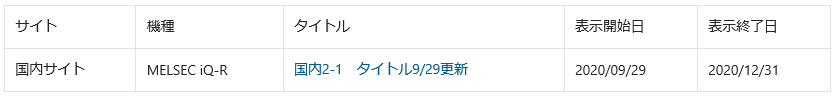 サイト 機種 タイトル 表示開始日 表示終了日
国内サイト MELSEC iQ-R 国内2-1　タイトル9/29更新 2020/09/29 2020/12/31